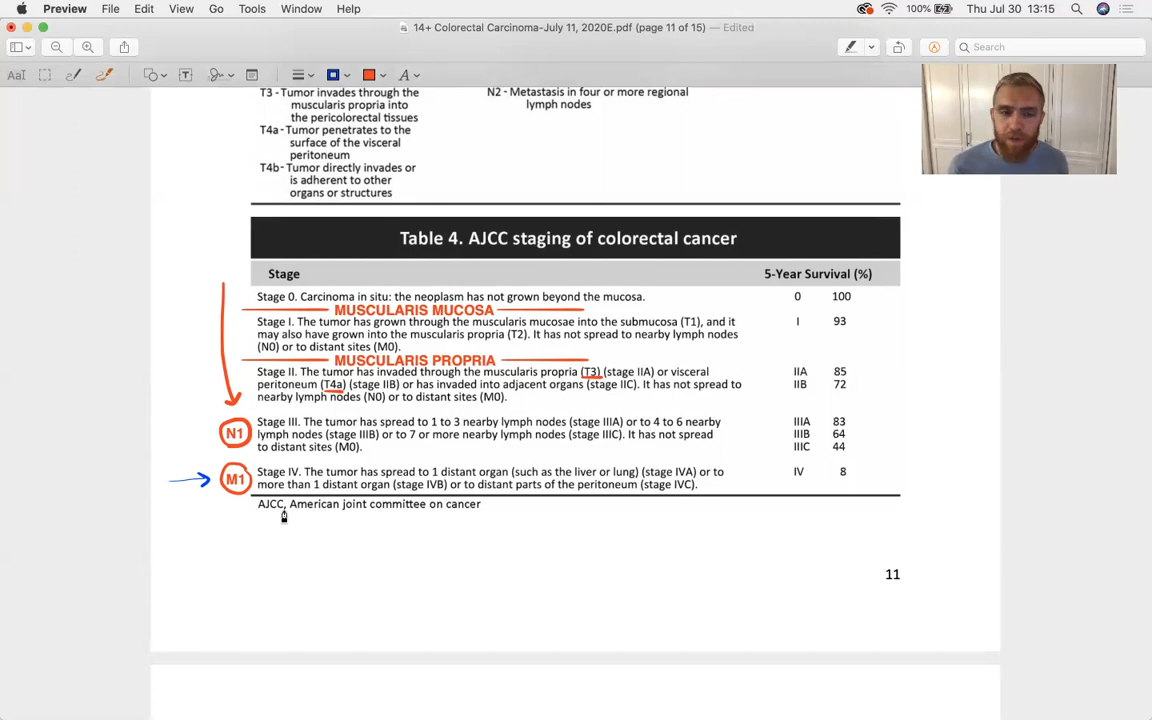 Preview File Edit View Go Tools Window Help 100% Thu Jul 30 13:15
14+ Colorectal Carcinoma-July 11, 2020E.pdf (page 11 of 15) — Edited
Search
T3 - Tumor invades through the
muscularis propria into
the pericolorectal tissues
T4a - Tumor penetrates to the
surface of the visceral
peritoneum
T4b- Tumor directly invades or
is adherent to other
organs or structures
N2 - Metastasis in four or more regional
lymph nodes
Table 4. AJCC staging of colorectal cancer
Stage 5-Year Survival (%)
Stage 0. Carcinoma in situ: the neoplasm has not grown beyond the mucosa. 0 100
MUSCULARIS MUCOSA
Stage I. The tumor has grown through the muscularis mucosae into the submucosa (T1), and it I 93
may also have grown into the muscularis propria (T2). It has not spread to nearby lymph nodes
(N0) or to distant sites (M0).
MUSCULARIS PROPRIA
Stage II. The tumor has invaded through the muscularis propria (T3) (stage IIA) or visceral IIA 85
peritoneum (T4a) (stage IIB) or has invaded into adjacent organs (stage IIC). It has not spread to IIB 72
nearby lymph nodes (N0) or to distant sites (M0).
Stage III. The tumor has spread to 1 to 3 nearby lymph nodes (stage IIIA) or to 4 to 6 nearby IIIA 83
N1 lymph nodes (stage IIIB) or to 7 or more nearby lymph nodes (stage IIIC). It has not spread IIIB 64
to distant sites (M0). IIIC 44
Stage IV. The tumor has spread to 1 distant organ (such as the liver or lung) (stage IVA) or to IV 8
M1 more than 1 distant organ (stage IVB) or to distant parts of the peritoneum (stage IVC).
AJCC, American joint committee on cancer
11